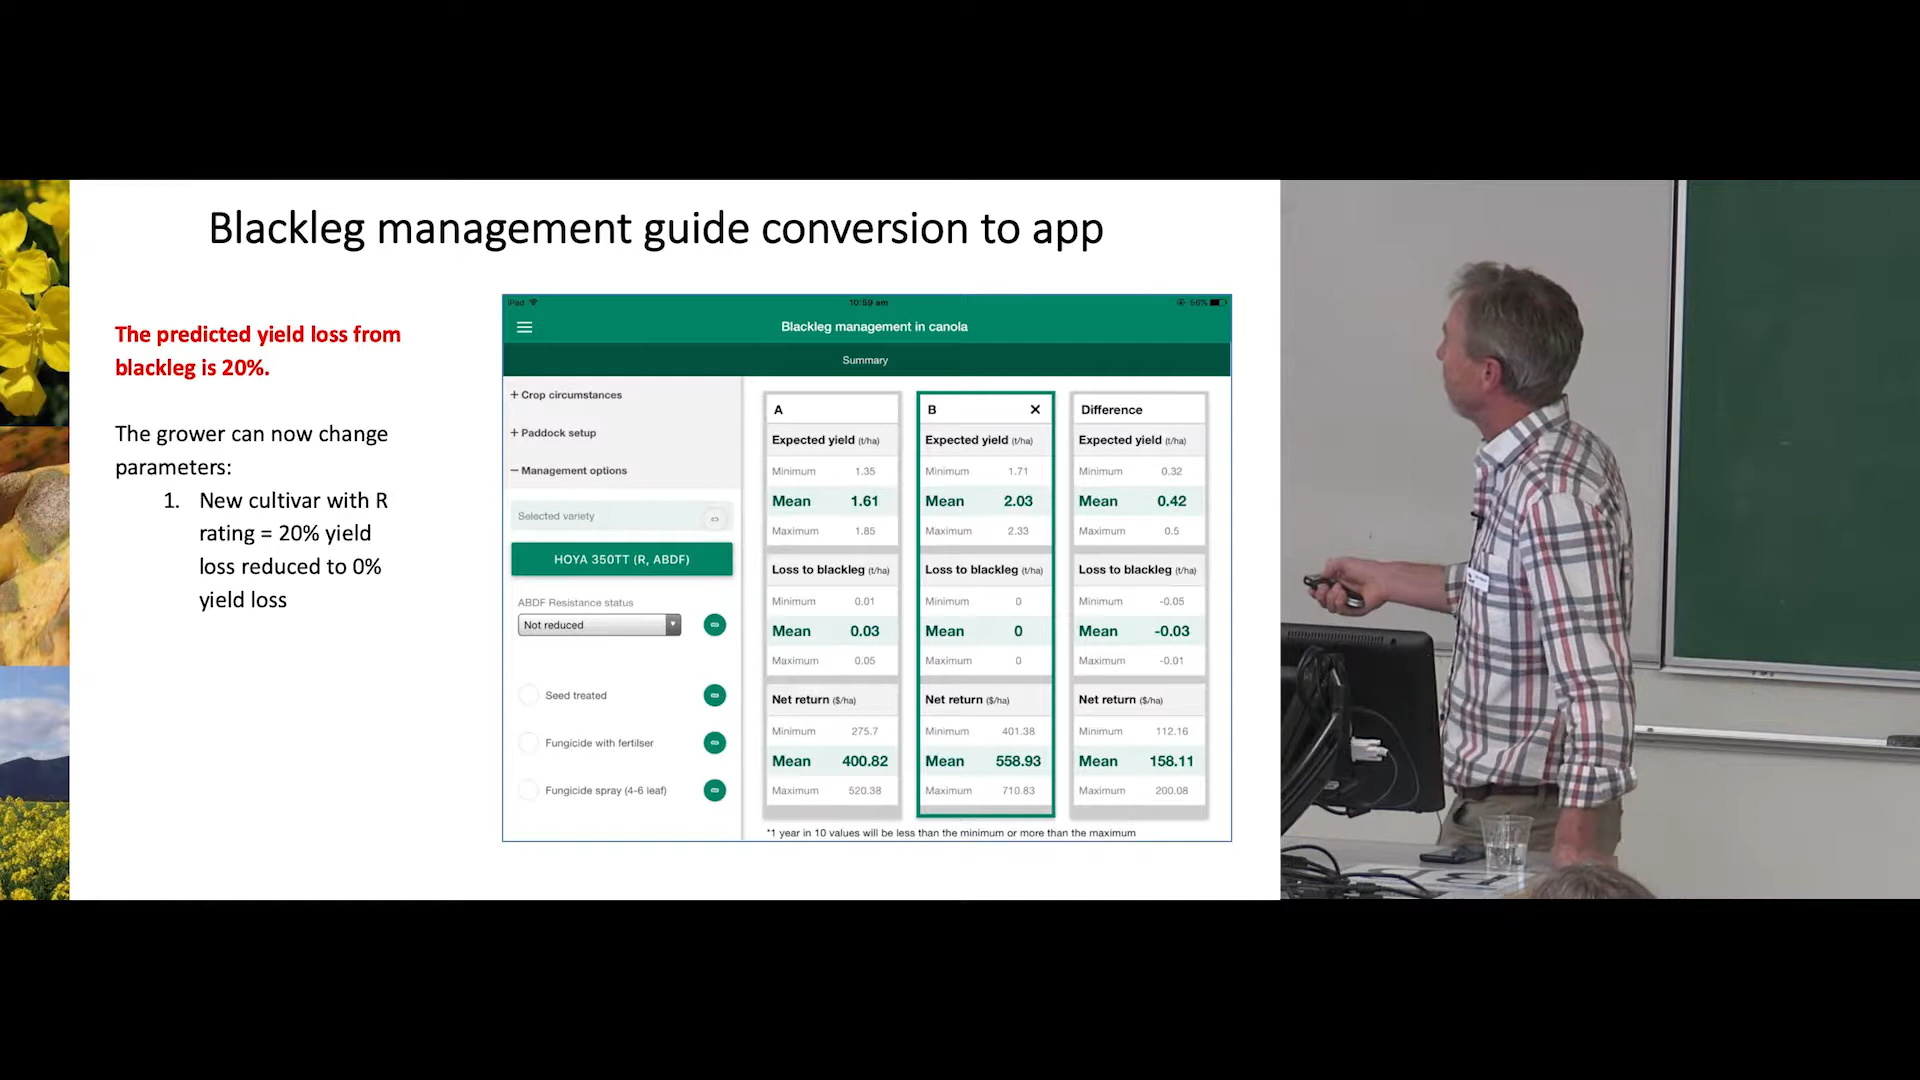 Blackleg management guide conversion to app
The predicted yield loss from
blackleg is 20%.
The grower can now change
parameters:
1. New cultivar with R
rating = 20% yield
loss reduced to 0%
yield loss
iPad
10:59 am
56%
Blackleg management in canola
Summary
+ Crop circumstances
+ Paddock setup
− Management options
Selected variety
HOYA 350TT (R, ABDF)
ABDF Resistance status
Not reduced
Seed treated
Fungicide with fertilser
Fungicide spray (4-6 leaf)
A
Expected yield (t/ha)
Minimum 1.35
Mean 1.61
Maximum 1.85
Loss to blackleg (t/ha)
Minimum 0.01
Mean 0.03
Maximum 0.05
Net return ($/ha)
Minimum 275.7
Mean 400.82
Maximum 520.38
B ✕
Expected yield (t/ha)
Minimum 1.71
Mean 2.03
Maximum 2.33
Loss to blackleg (t/ha)
Minimum 0
Mean 0
Maximum 0
Net return ($/ha)
Minimum 401.38
Mean 558.93
Maximum 710.83
Difference
Expected yield (t/ha)
Minimum 0.32
Mean 0.42
Maximum 0.5
Loss to blackleg (t/ha)
Minimum -0.05
Mean -0.03
Maximum -0.01
Net return ($/ha)
Minimum 112.16
Mean 158.11
Maximum 200.08
*1 year in 10 values will be less than the minimum or more than the maximum